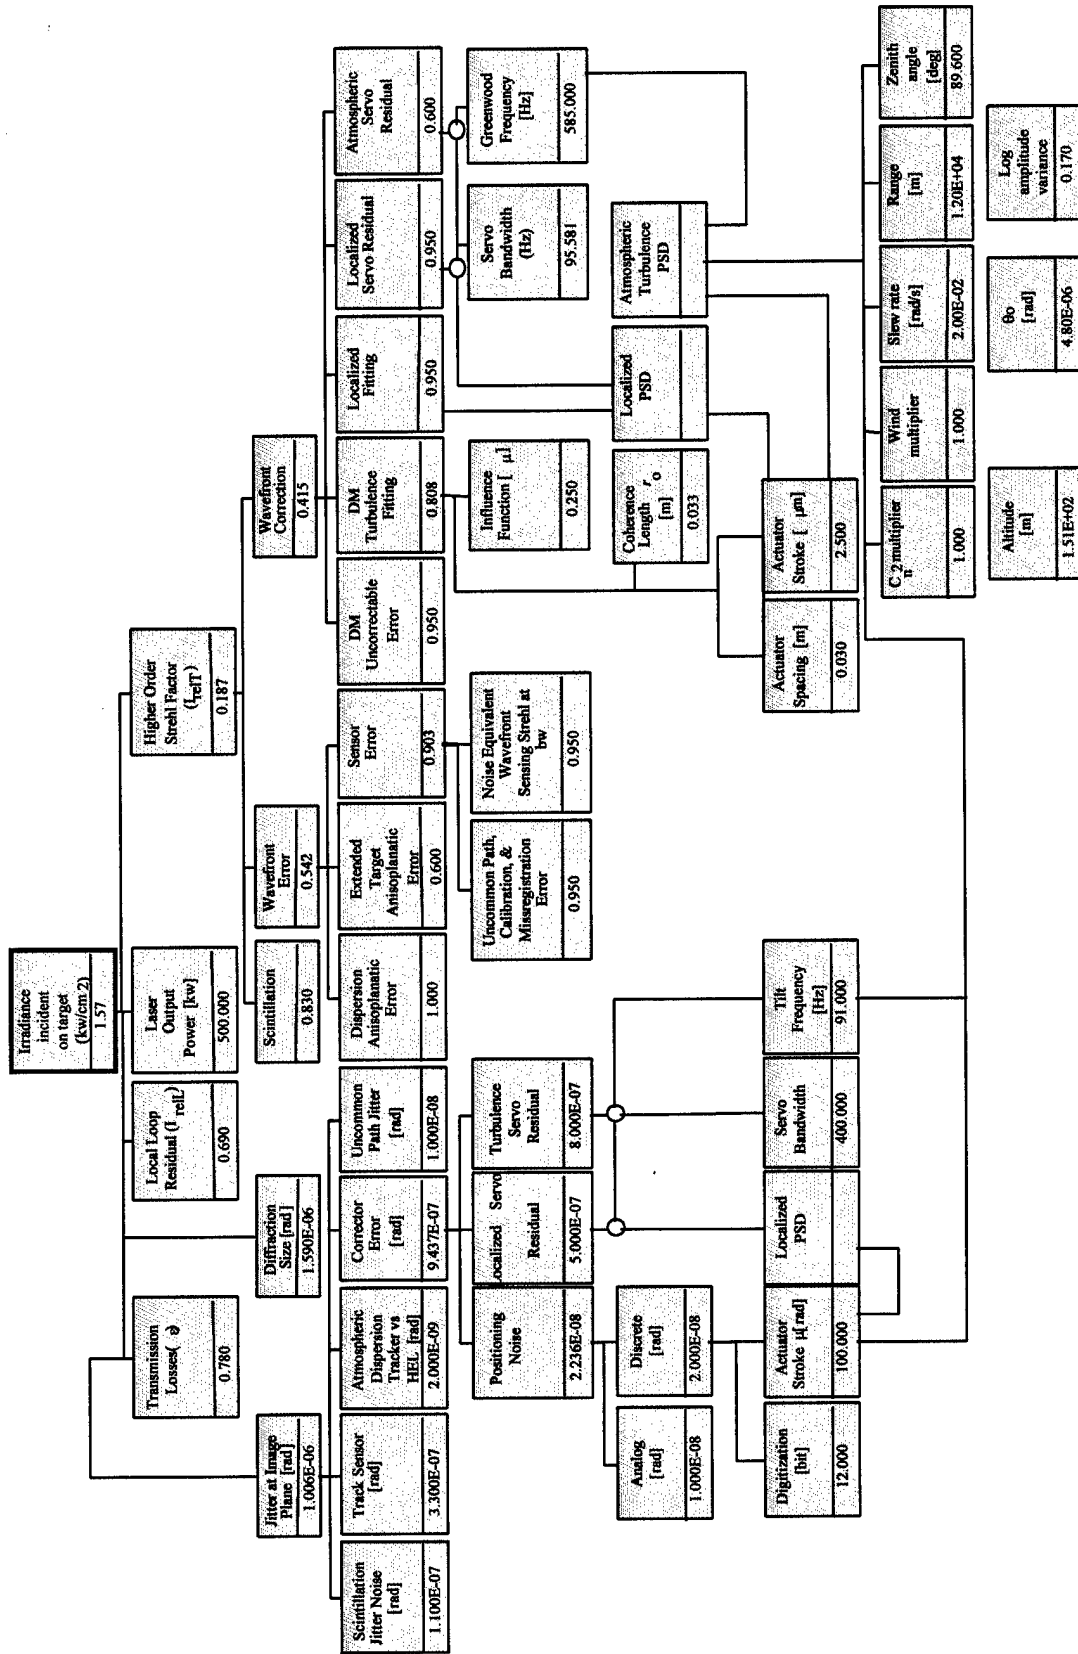 Irradiance
incident
on target
(kw/cm2)
1.57
Transmission
Losses( ε)
0.780
Local Loop
Residual (I relL)
0.690
Laser
Output
Power [kw]
500.000
Higher Order
Strehl Factor
(IrelT)
0.187
Jitter at Image
Plane [rad]
1.006E-06
Diffraction
Size [rad]
1.590E-06
Scintillation
0.830
Wavefront
Error
0.542
Wavefront
Correction
0.415
Scintillation
Jitter Noise
[rad]
1.100E-07
Track Sensor
[rad]
3.300E-07
Atmospheric
Dispersion
Tracker vs
HEL [rad]
2.000E-09
Corrector
Error
[rad]
9.437E-07
Uncommon
Path Jitter
[rad]
1.000E-08
Dispersion
Anisoplanatic
Error
1.000
Extended
Target
Anisoplanatic
Error
0.600
Sensor
Error
0.903
DM
Uncorrectable
Error
0.950
DM
Turbulence
Fitting
0.808
Localized
Fitting
0.950
Localized
Servo Residual
0.950
Atmospheric
Servo
Residual
0.600
Positioning
Noise
2.236E-08
Localized Servo
Residual
5.000E-07
Turbulence
Servo
Residual
8.000E-07
Uncommon Path,
Calibration, &
Missregistration
Error
0.950
Noise Equivalent
Wavefront
Sensing Strehl at
bw
0.950
Influence
Function [ μ]
0.250
Servo
Bandwidth
(Hz)
95.581
Greenwood
Frequency
[Hz]
585.000
Analog
[rad]
1.000E-08
Discrete
[rad]
2.000E-08
Coherence
Length ro
[m]
0.033
Localized
PSD
Atmospheric
Turbulence
PSD
Digitization
[bit]
12.000
Actuator
Stroke μ[rad]
100.000
Localized
PSD
Servo
Bandwidth
400.000
Tilt
Frequency
[Hz]
91.000
Actuator
Spacing [m]
0.030
Actuator
Stroke [ μm]
2.500
C 2 multiplier
n
1.000
Wind
multiplier
1.000
Slew rate
[rad/s]
2.00E-02
Range
[m]
1.20E+04
Zenith
angle
[deg]
89.600
Altitude
[m]
1.51E+02
θo
[rad]
4.80E-06
Log
amplitude
variance
0.170